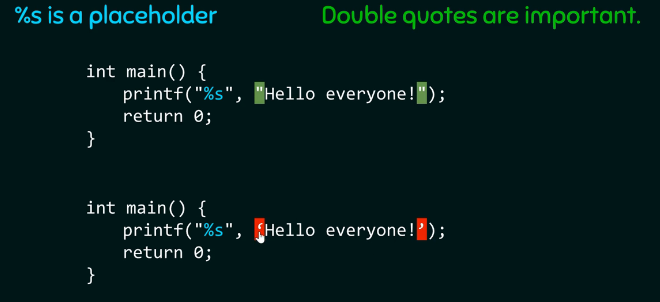 %s is a placeholder
Double quotes are important.
int main() {
printf("%s", "Hello everyone!");
return 0;
}
int main() {
printf("%s", ‘Hello everyone!’);
return 0;
}